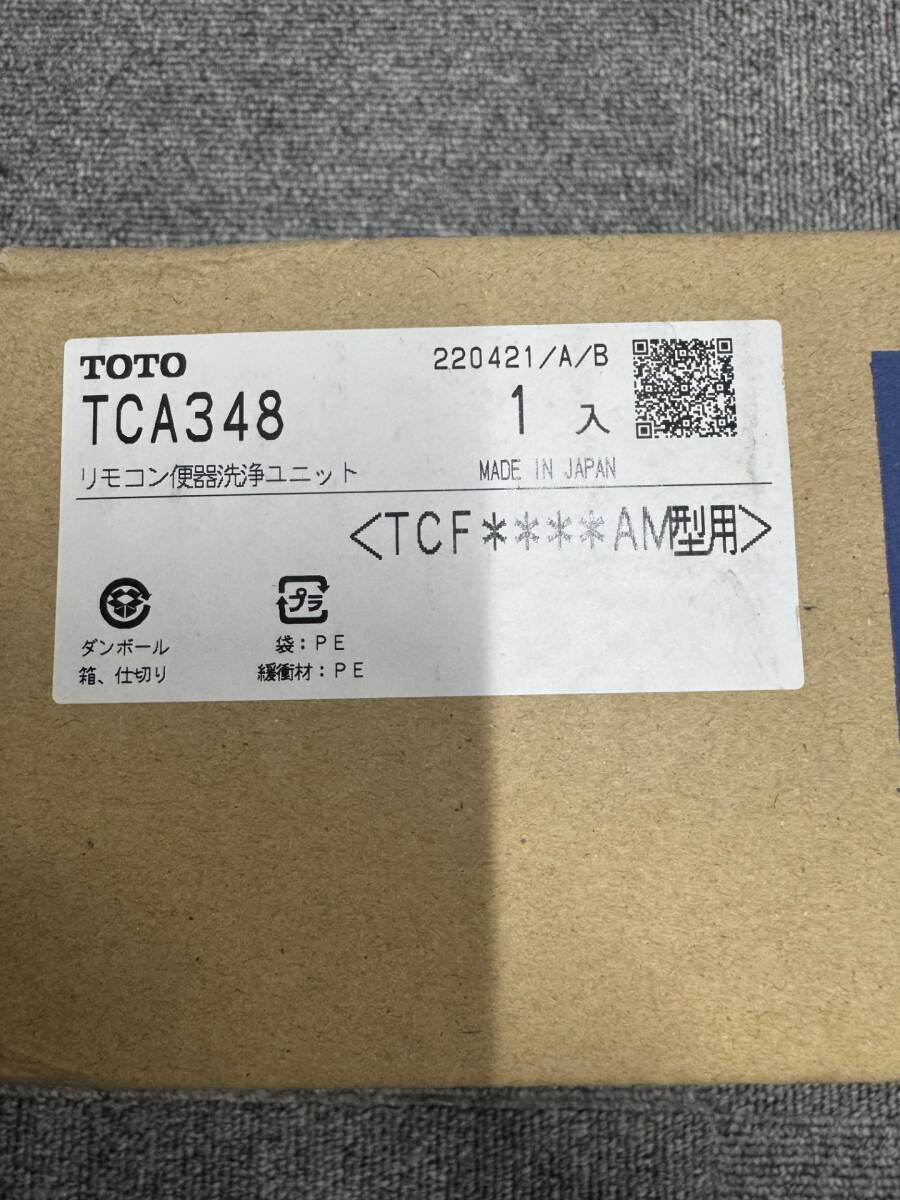 TOTO 220421/A/B
TCA348 1 入
リモコン便器洗浄ユニット MADE IN JAPAN
<TCF****AM型用>
プラ
ダンボール 袋:PE
箱、仕切り 緩衝材:PE